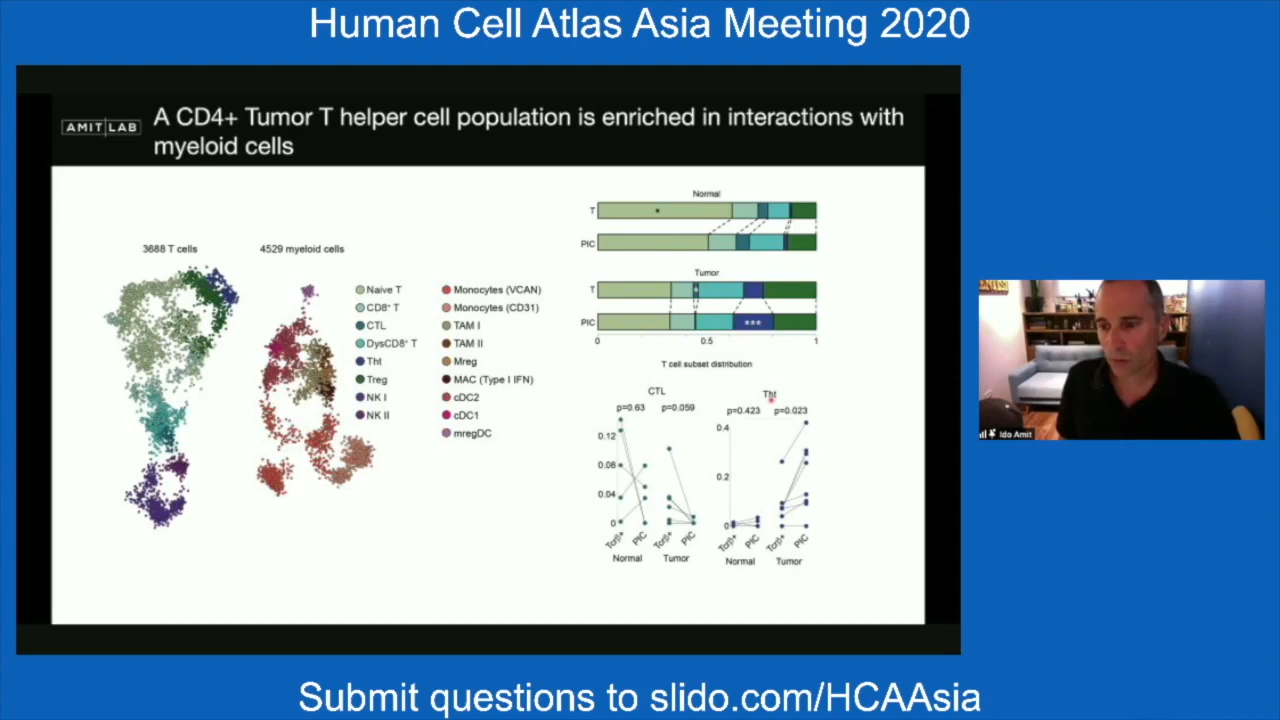 Human Cell Atlas Asia Meeting 2020
AMIT LAB
A CD4+ Tumor T helper cell population is enriched in interactions with
myeloid cells
3688 T cells
4529 myeloid cells
Naive T
CD8⁺ T
CTL
DysCD8⁺ T
Tht
Treg
NK I
NK II
Monocytes (VCAN)
Monocytes (CD31)
TAM I
TAM II
Mreg
MAC (Type I IFN)
cDC2
cDC1
mregDC
Normal
T
*
PIC
Tumor
T
*
PIC
***
0 0.5 1
T cell subset distribution
CTL
p=0.63 p=0.059
0.12
0.08
0.04
0
Tcrβ+ PIC Tcrβ+ PIC
Normal Tumor
Tht
p=0.423 p=0.023
0.4
0.2
0
Tcrβ+ PIC Tcrβ+ PIC
Normal Tumor
Ido Amit
Submit questions to slido.com/HCAAsia